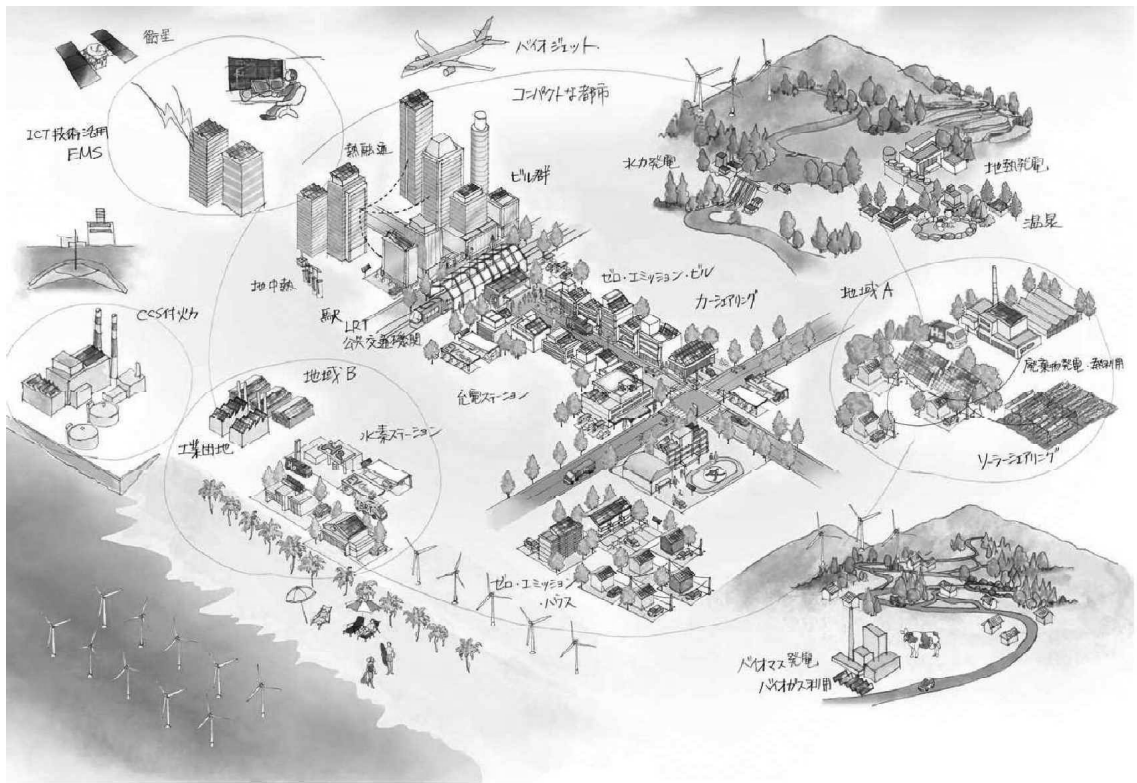 衛星
バイオジェット
コンパクトな都市
ICT技術活用
EMS
熱融通
ビル群
水力発電
地熱発電
温泉
地中熱
駅
LRT
公共交通機関
ゼロ・エミッション・ビル
カーシェアリング
地域A
CCS付火力
地域B
充電ステーション
廃棄物発電・熱利用
工業団地
水素ステーション
ソーラーシェアリング
ゼロ・エミッション
・ハウス
バイオマス発電
バイオガス利用